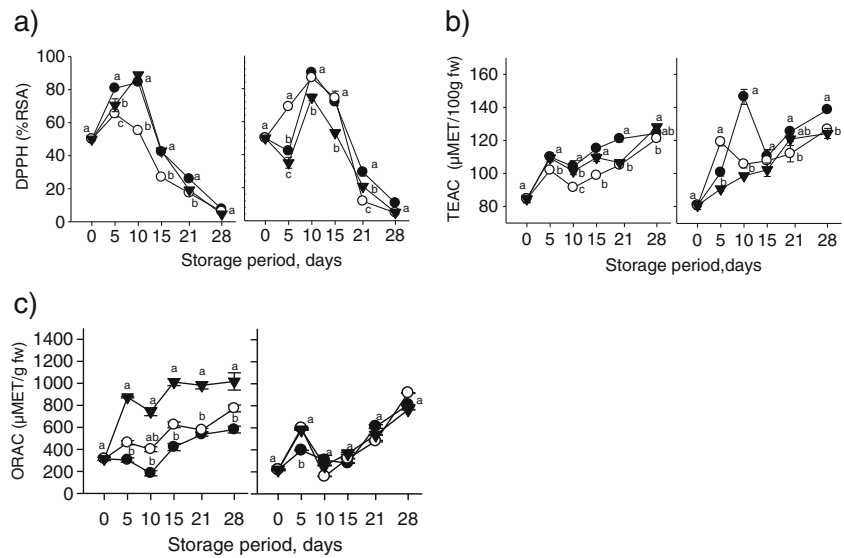 a)
DPPH (%RSA)
100
80
60
40
20
0
a a a a a
b b b b b
c
0 5 10 15 21 28
a a a a a
b b b b
c c
0 5 10 15 21 28
Storage period, days
b)
TEAC (µMET/100g fw)
160
140
120
100
80
a a a a a ab
b c b b b b
0 5 10 15 21 28
a a a a ab a
b b b b
0 5 10 15 21 28
Storage period,days
c)
ORAC (µMET/g fw)
1400
1200
1000
800
600
400
200
0
a a a a a a
b ab b b b
b b
0 5 10 15 21 28
a a a a a a
b
0 5 10 15 21 28
Storage period, days